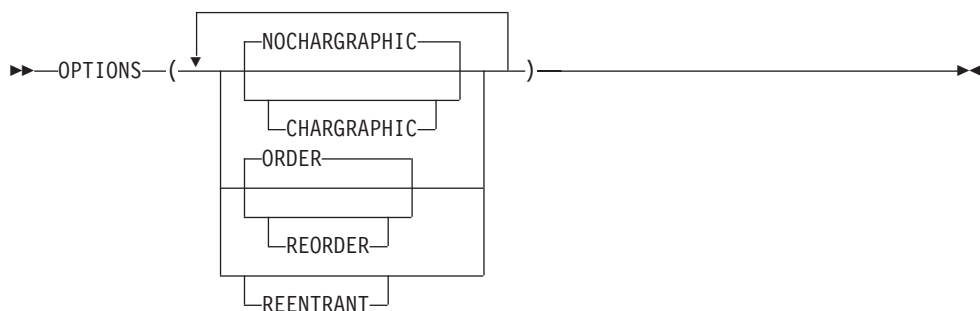 NOCHARGRAPHIC
OPTIONS ( )
CHARGRAPHIC
ORDER
REORDER
REENTRANT